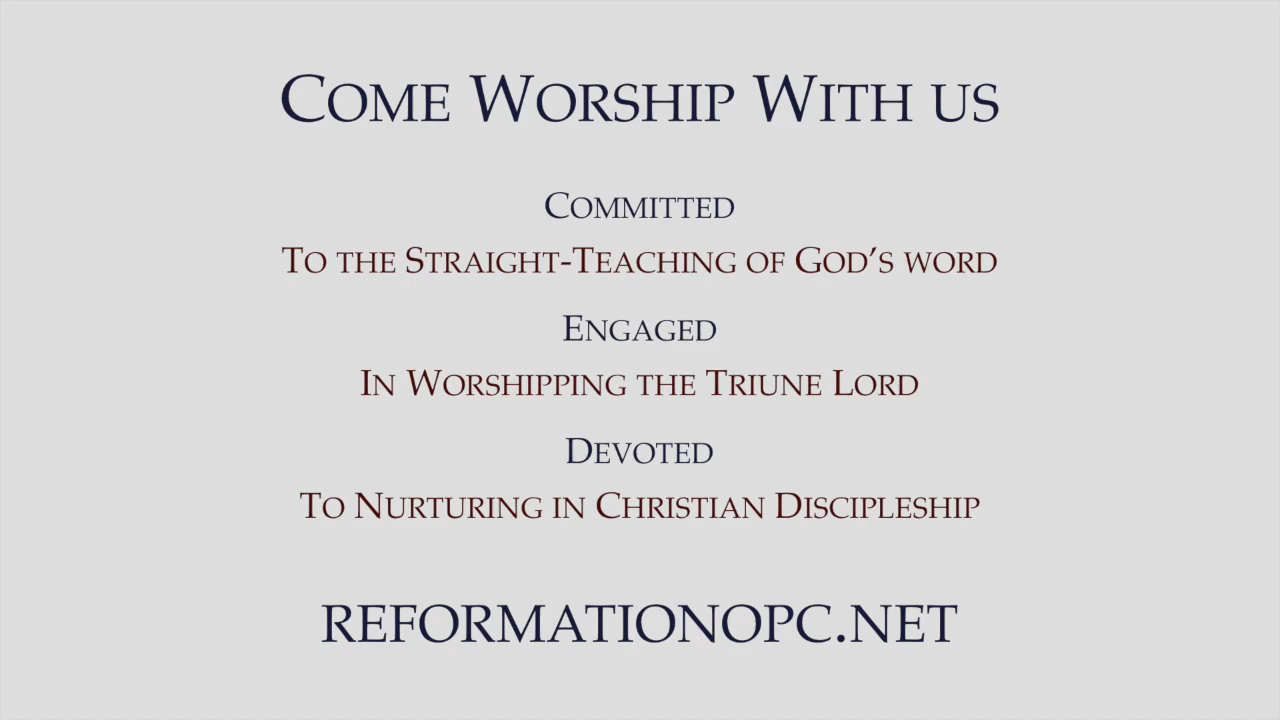 Come Worship With us
Committed
To the Straight-Teaching of God’s word
Engaged
In Worshipping the Triune Lord
Devoted
To Nurturing in Christian Discipleship
REFORMATIONOPC.NET